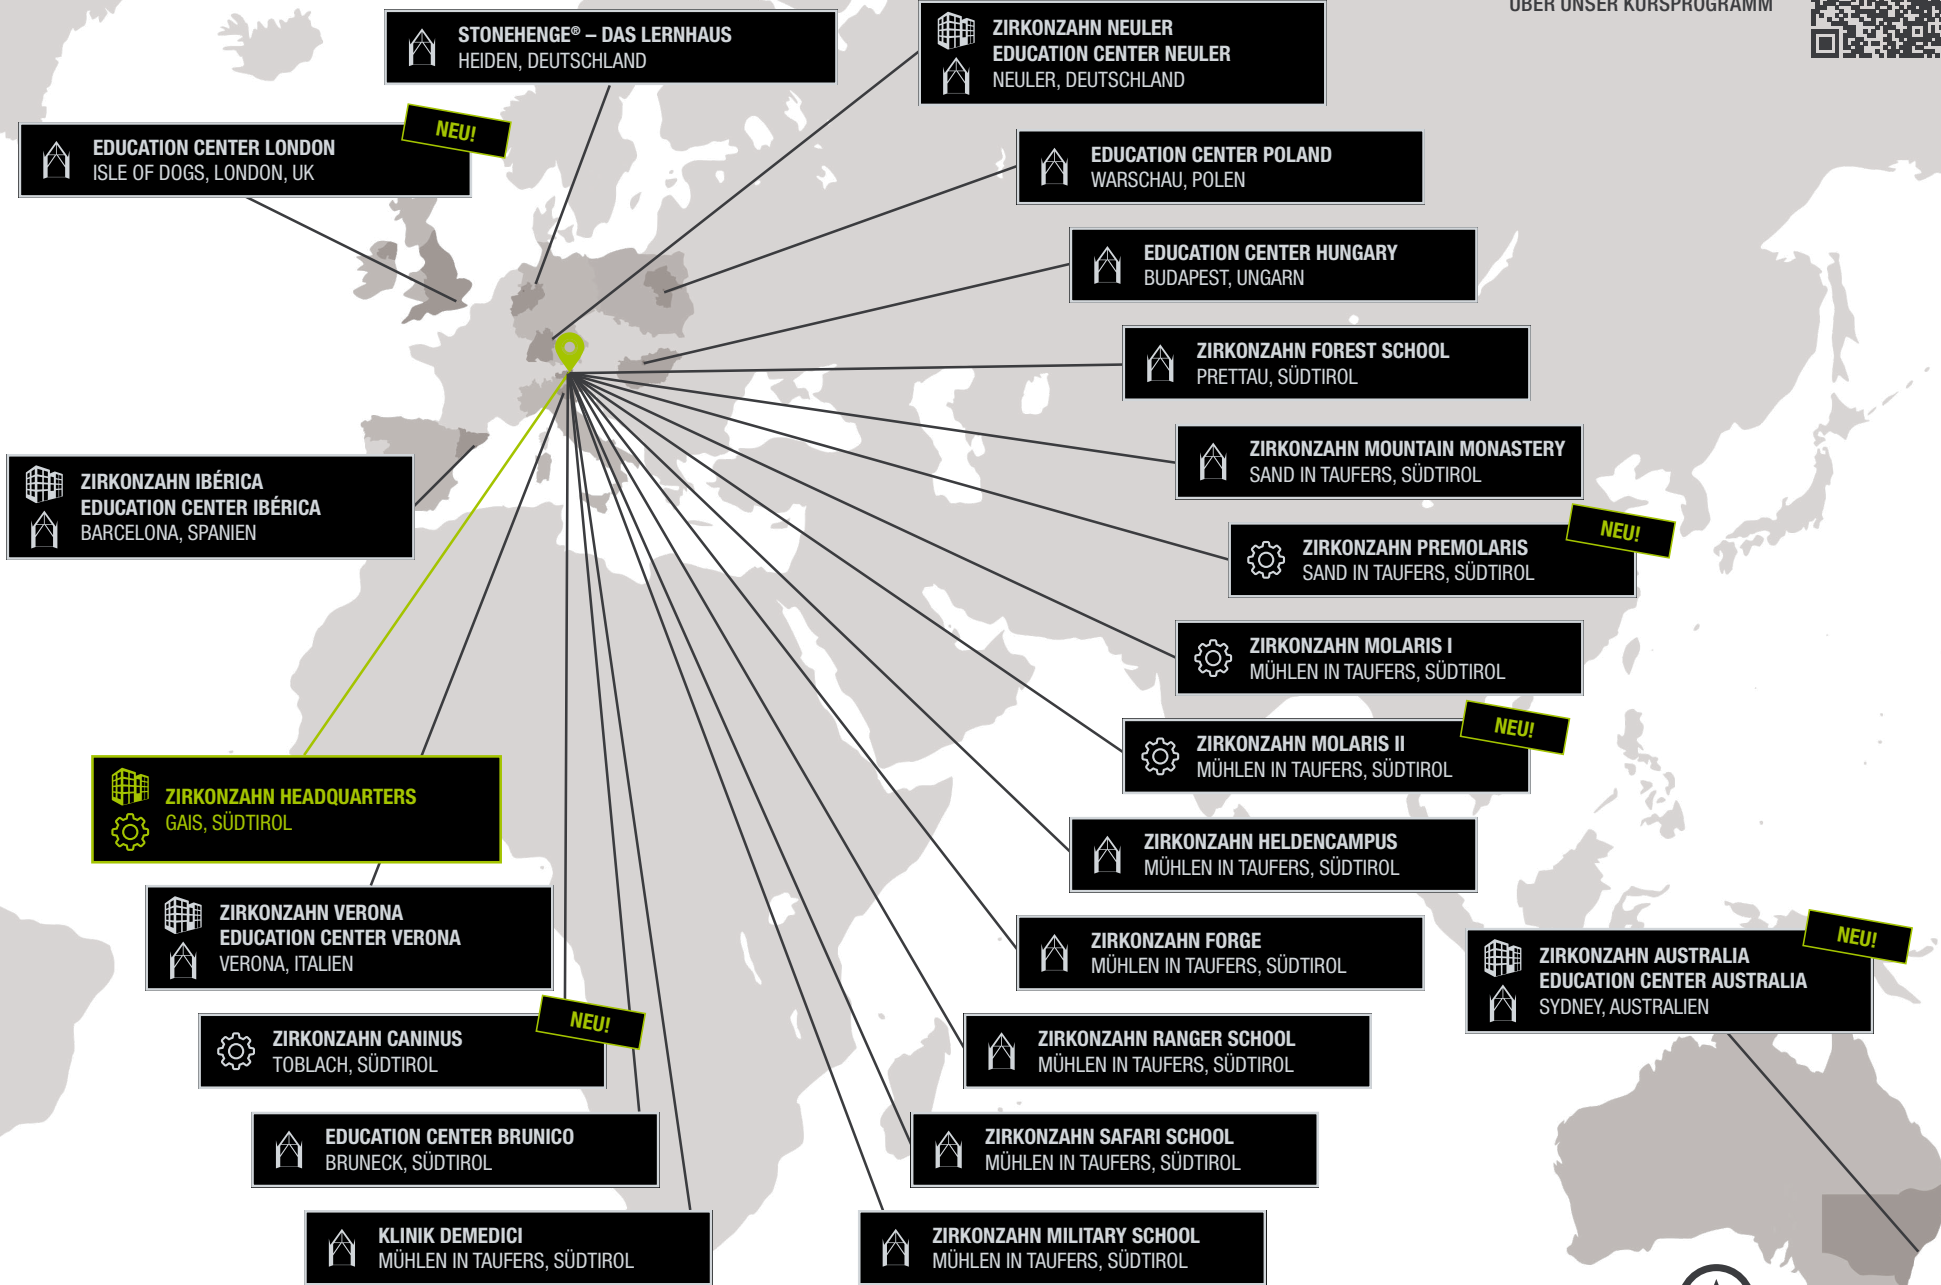 ÜBER UNSER KURSPROGRAMM
STONEHENGE® – DAS LERNHAUS
HEIDEN, DEUTSCHLAND
ZIRKONZAHN NEULER
EDUCATION CENTER NEULER
NEULER, DEUTSCHLAND
NEU!
EDUCATION CENTER LONDON
ISLE OF DOGS, LONDON, UK
EDUCATION CENTER POLAND
WARSCHAU, POLEN
EDUCATION CENTER HUNGARY
BUDAPEST, UNGARN
ZIRKONZAHN FOREST SCHOOL
PRETTAU, SÜDTIROL
ZIRKONZAHN MOUNTAIN MONASTERY
SAND IN TAUFERS, SÜDTIROL
ZIRKONZAHN IBÉRICA
EDUCATION CENTER IBÉRICA
BARCELONA, SPANIEN
NEU!
ZIRKONZAHN PREMOLARIS
SAND IN TAUFERS, SÜDTIROL
ZIRKONZAHN MOLARIS I
MÜHLEN IN TAUFERS, SÜDTIROL
NEU!
ZIRKONZAHN MOLARIS II
MÜHLEN IN TAUFERS, SÜDTIROL
ZIRKONZAHN HEADQUARTERS
GAIS, SÜDTIROL
ZIRKONZAHN HELDENCAMPUS
MÜHLEN IN TAUFERS, SÜDTIROL
ZIRKONZAHN VERONA
EDUCATION CENTER VERONA
VERONA, ITALIEN
ZIRKONZAHN FORGE
MÜHLEN IN TAUFERS, SÜDTIROL
NEU!
ZIRKONZAHN AUSTRALIA
EDUCATION CENTER AUSTRALIA
SYDNEY, AUSTRALIEN
NEU!
ZIRKONZAHN CANINUS
TOBLACH, SÜDTIROL
ZIRKONZAHN RANGER SCHOOL
MÜHLEN IN TAUFERS, SÜDTIROL
EDUCATION CENTER BRUNICO
BRUNECK, SÜDTIROL
ZIRKONZAHN SAFARI SCHOOL
MÜHLEN IN TAUFERS, SÜDTIROL
KLINIK DEMEDICI
MÜHLEN IN TAUFERS, SÜDTIROL
ZIRKONZAHN MILITARY SCHOOL
MÜHLEN IN TAUFERS, SÜDTIROL